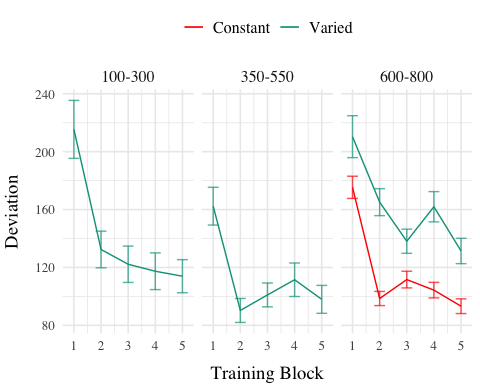 Constant Varied
100-300 350-550 600-800
240
200
160
120
80
Deviation
1 2 3 4 5 1 2 3 4 5 1 2 3 4 5
Training Block